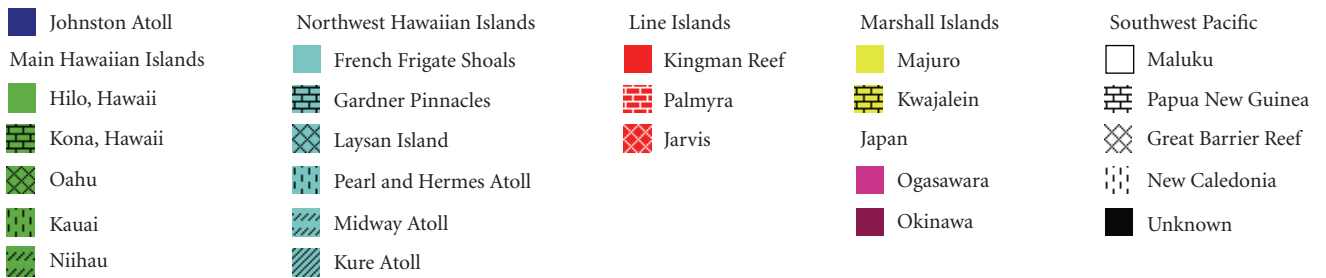 Johnston Atoll
Main Hawaiian Islands
Hilo, Hawaii
Kona, Hawaii
Oahu
Kauai
Niihau
Northwest Hawaiian Islands
French Frigate Shoals
Gardner Pinnacles
Laysan Island
Pearl and Hermes Atoll
Midway Atoll
Kure Atoll
Line Islands
Kingman Reef
Palmyra
Jarvis
Marshall Islands
Majuro
Kwajalein
Japan
Ogasawara
Okinawa
Southwest Pacific
Maluku
Papua New Guinea
Great Barrier Reef
New Caledonia
Unknown